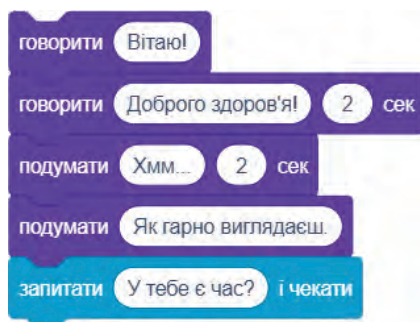 говорити Вітаю!
говорити Доброго здоров'я! 2 сек
подумати Хмм... 2 сек
подумати Як гарно виглядаєш.
запитати У тебе є час? і чекати